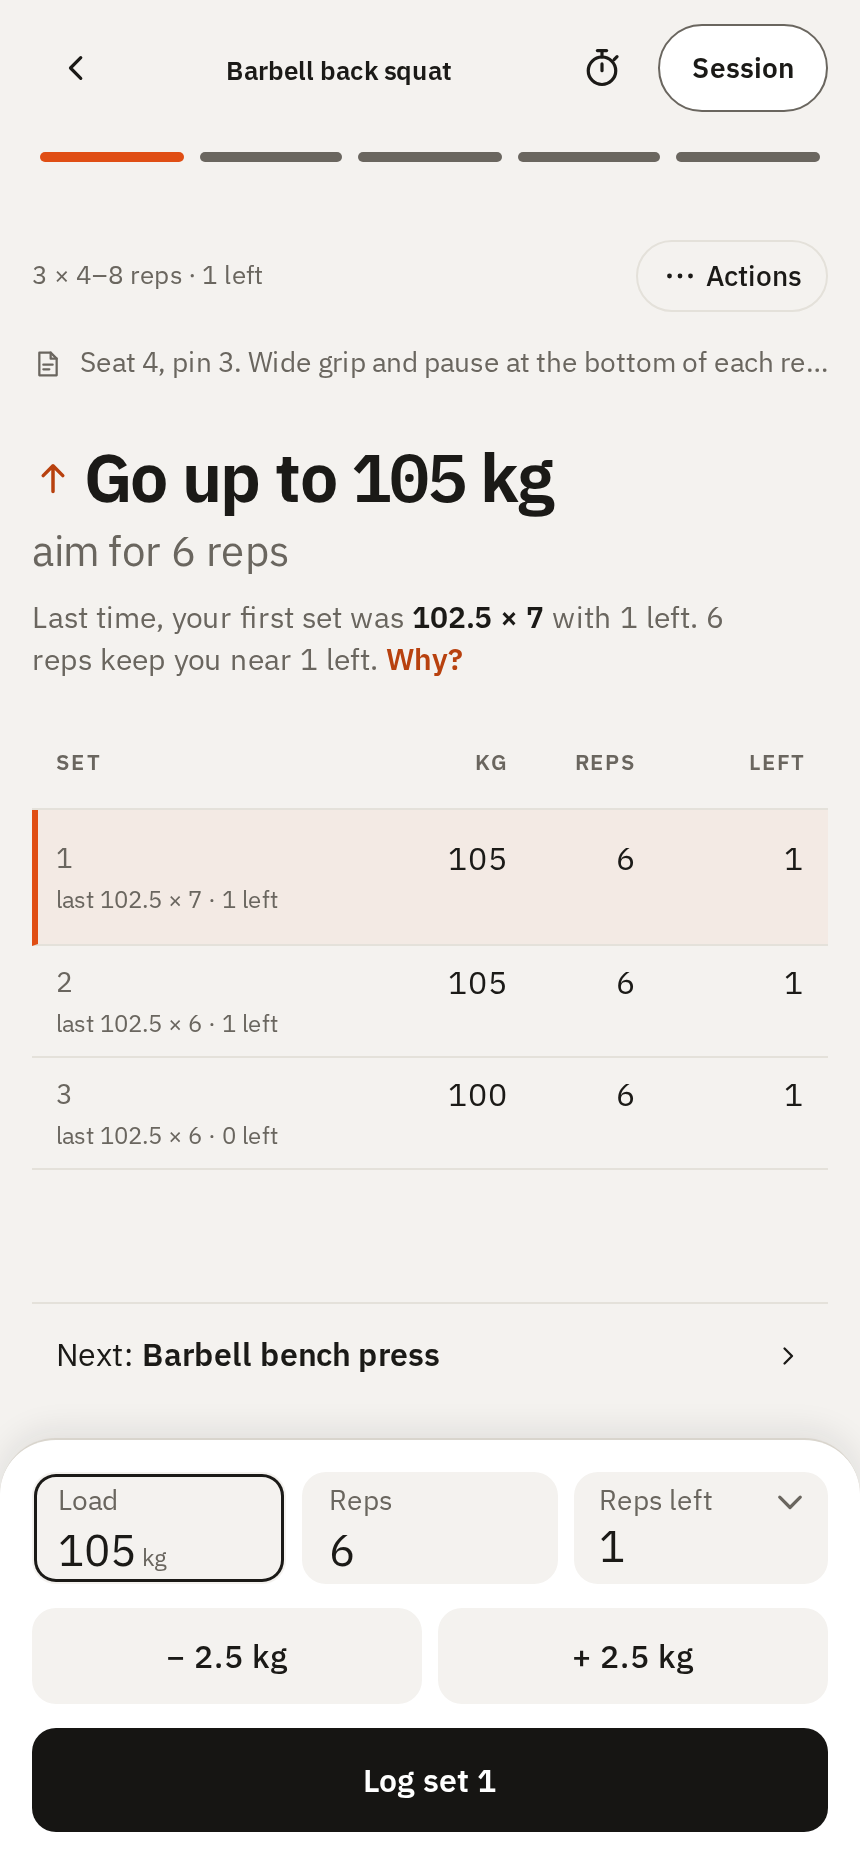 Barbell back squat
Session
3 × 4–8 reps · 1 left
··· Actions
Seat 4, pin 3. Wide grip and pause at the bottom of each re...
↑ Go up to 105 kg
aim for 6 reps
Last time, your first set was 102.5 × 7 with 1 left. 6
reps keep you near 1 left. Why?
SET KG REPS LEFT
1 105 6 1
last 102.5 × 7 · 1 left
2 105 6 1
last 102.5 × 6 · 1 left
3 100 6 1
last 102.5 × 6 · 0 left
Next: Barbell bench press
Load Reps Reps left
105 kg 6 1
− 2.5 kg + 2.5 kg
Log set 1